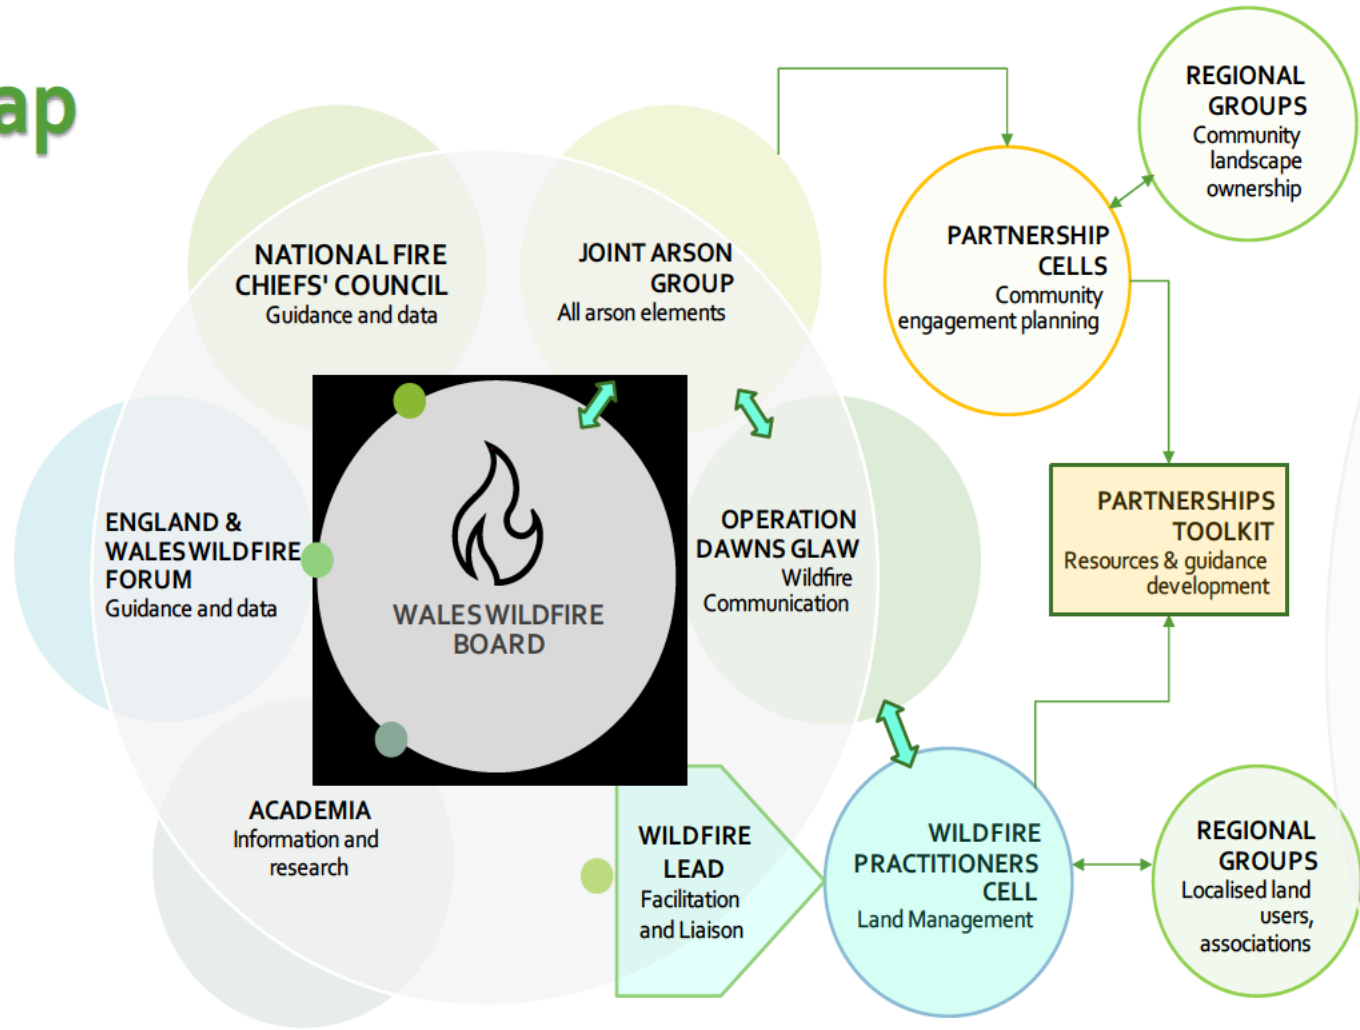 ap
NATIONAL FIRE
CHIEFS' COUNCIL
Guidance and data
JOINT ARSON
GROUP
All arson elements
PARTNERSHIP
CELLS
Community
engagement planning
REGIONAL
GROUPS
Community
landscape
ownership
ENGLAND &
WALES WILDFIRE
FORUM
Guidance and data
WALES WILDFIRE
BOARD
OPERATION
DAWNS GLAW
Wildfire
Communication
PARTNERSHIPS
TOOLKIT
Resources & guidance
development
ACADEMIA
Information and
research
WILDFIRE
LEAD
Facilitation
and Liaison
WILDFIRE
PRACTITIONERS
CELL
Land Management
REGIONAL
GROUPS
Localised land
users,
associations